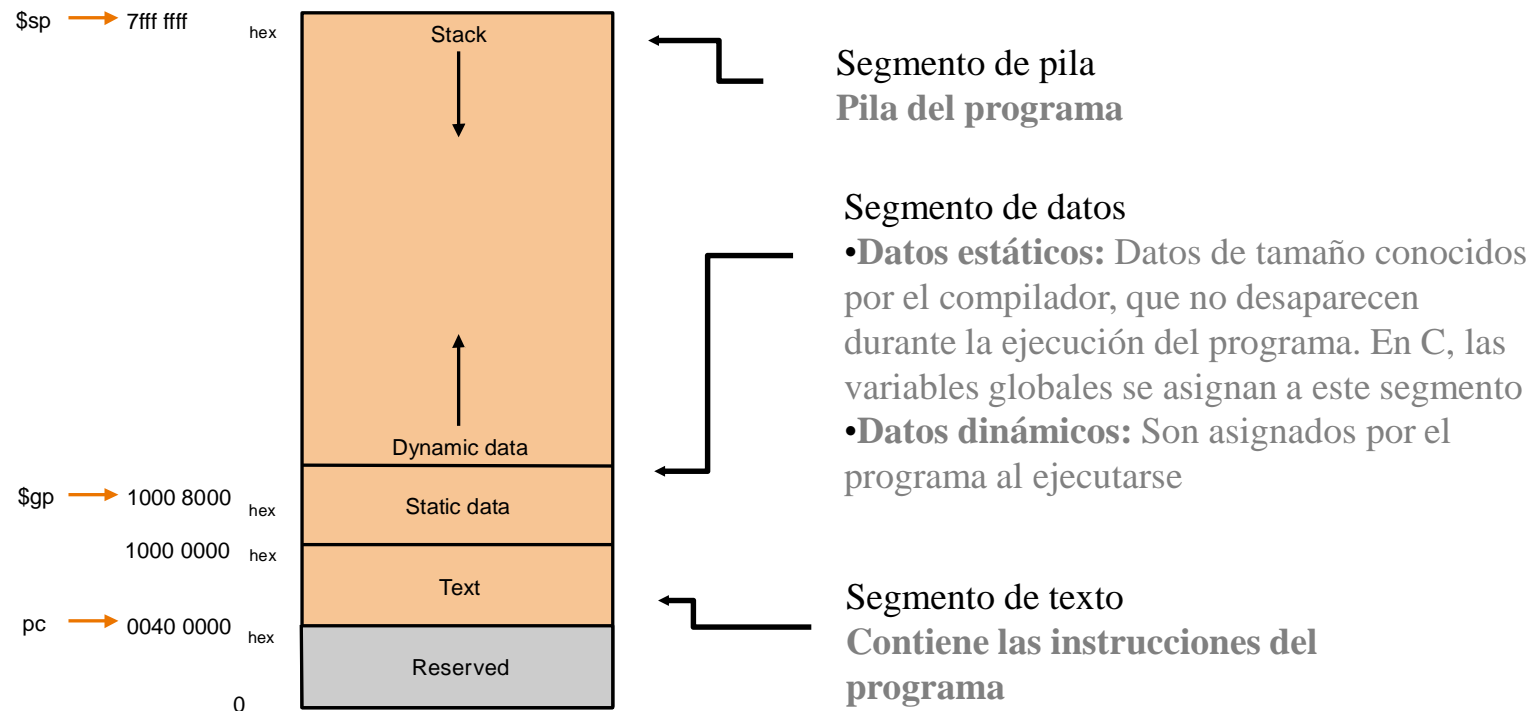 $sp 7fff ffff hex
Stack
Dynamic data
$gp 1000 8000 hex
Static data
1000 0000 hex
Text
pc 0040 0000 hex
Reserved
0
Segmento de pila
Pila del programa
Segmento de datos
•Datos estáticos: Datos de tamaño conocidos
por el compilador, que no desaparecen
durante la ejecución del programa. En C, las
variables globales se asignan a este segmento
•Datos dinámicos: Son asignados por el
programa al ejecutarse
Segmento de texto
Contiene las instrucciones del
programa